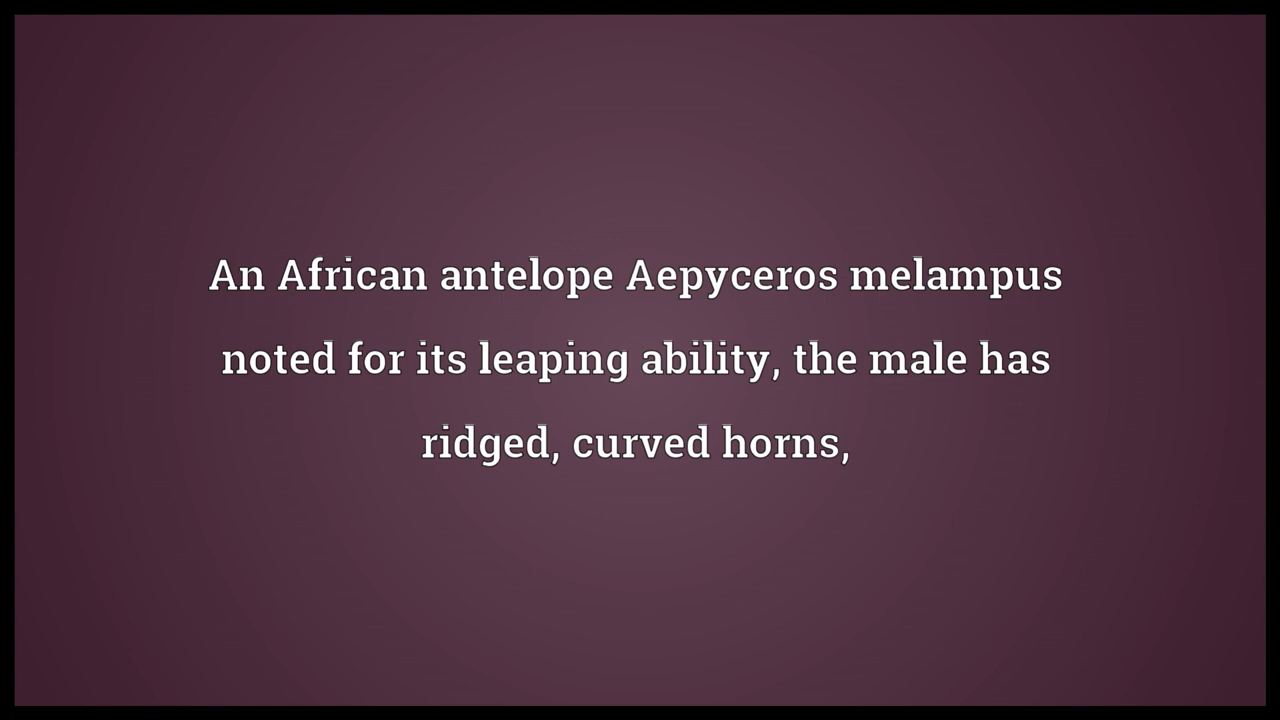 An African antelope Aepyceros melampus
noted for its leaping ability, the male has
ridged, curved horns,